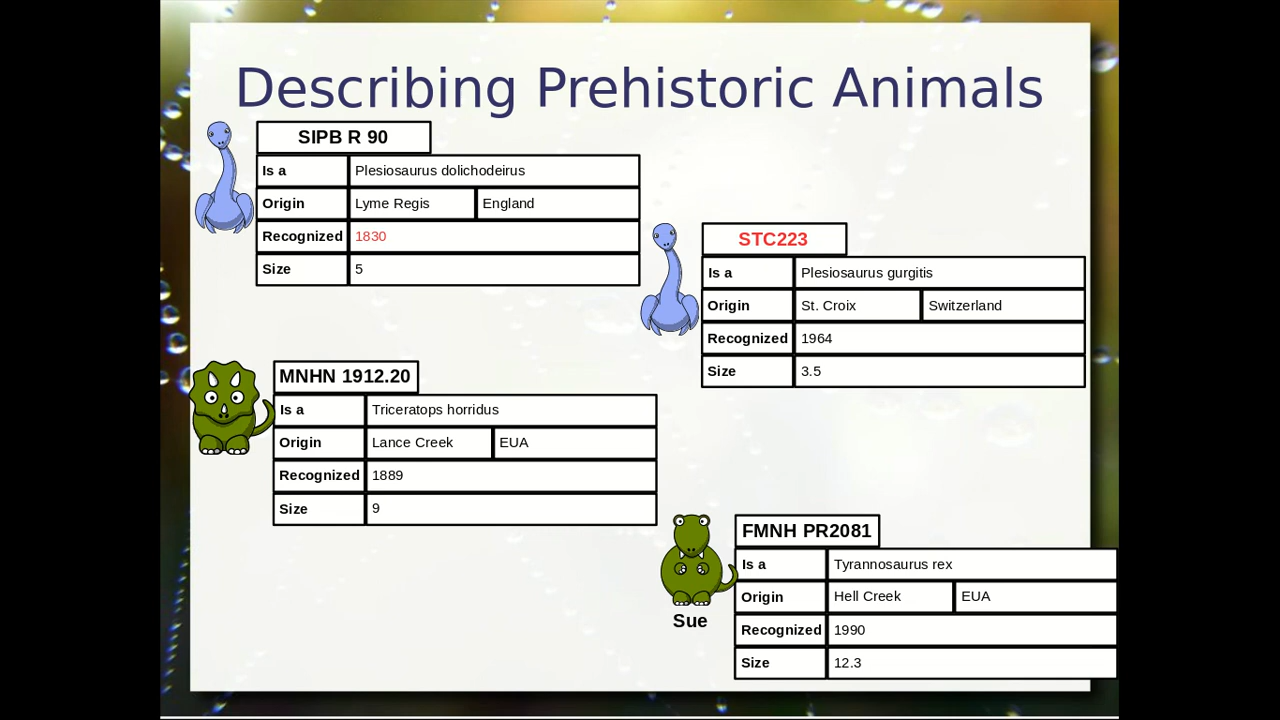 Describing Prehistoric Animals
SIPB R 90
Is a Plesiosaurus dolichodeirus
Origin Lyme Regis England
Recognized 1830
Size 5
STC223
Is a Plesiosaurus gurgitis
Origin St. Croix Switzerland
Recognized 1964
Size 3.5
MNHN 1912.20
Is a Triceratops horridus
Origin Lance Creek EUA
Recognized 1889
Size 9
FMNH PR2081
Is a Tyrannosaurus rex
Origin Hell Creek EUA
Recognized 1990
Size 12.3
Sue